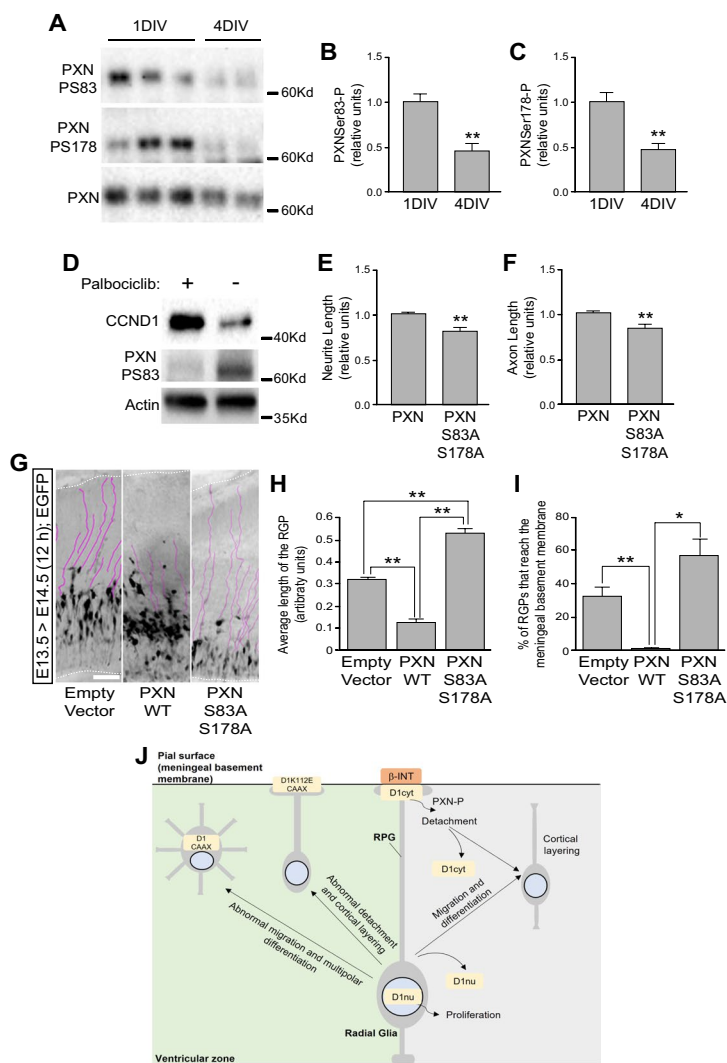 A
1DIV 4DIV
PXN
PS83
60Kd
PXN
PS178
60Kd
PXN
60Kd
B
PXNSer83-P
(relative units)
1.5
1.0
0.5
0.0
**
1DIV 4DIV
C
PXNSer178-P
(relative units)
1.5
1.0
0.5
0.0
**
1DIV 4DIV
D
Palbociclib: + -
CCND1
40Kd
PXN
PS83
60Kd
Actin
35Kd
E
Neurite Length
(relative units)
1.5
1.0
0.5
0
**
PXN PXN
S83A
S178A
F
Axon Length
(relative units)
1.5
1.0
0.5
0
**
PXN PXN
S83A
S178A
G
E13.5 > E14.5 (12 h); EGFP
Empty
Vector
PXN
WT
PXN
S83A
S178A
H
Average length of the RGP
(antibraty units)
0.6
0.5
0.4
0.3
0.2
0.1
0
**
**
**
Empty
Vector
PXN
WT
PXN
S83A
S178A
I
% of RGPs that reach the
meningeal basement membrane
80
60
40
20
0
**
*
Empty
Vector
PXN
WT
PXN
S83A
S178A
J
Pial surface
(meningeal basement
membrane)
D1K112E
CAAX
β-INT
D1cyt
PXN-P
Detachment
RPG
D1cyt
Cortical
layering
D1
CAAX
Abnormal detachment
and cortical layering
Migration and
differentiation
Abnormal migration and multipolar
differentiation
D1nu
D1nu
Proliferation
Radial Glia
Ventricular zone